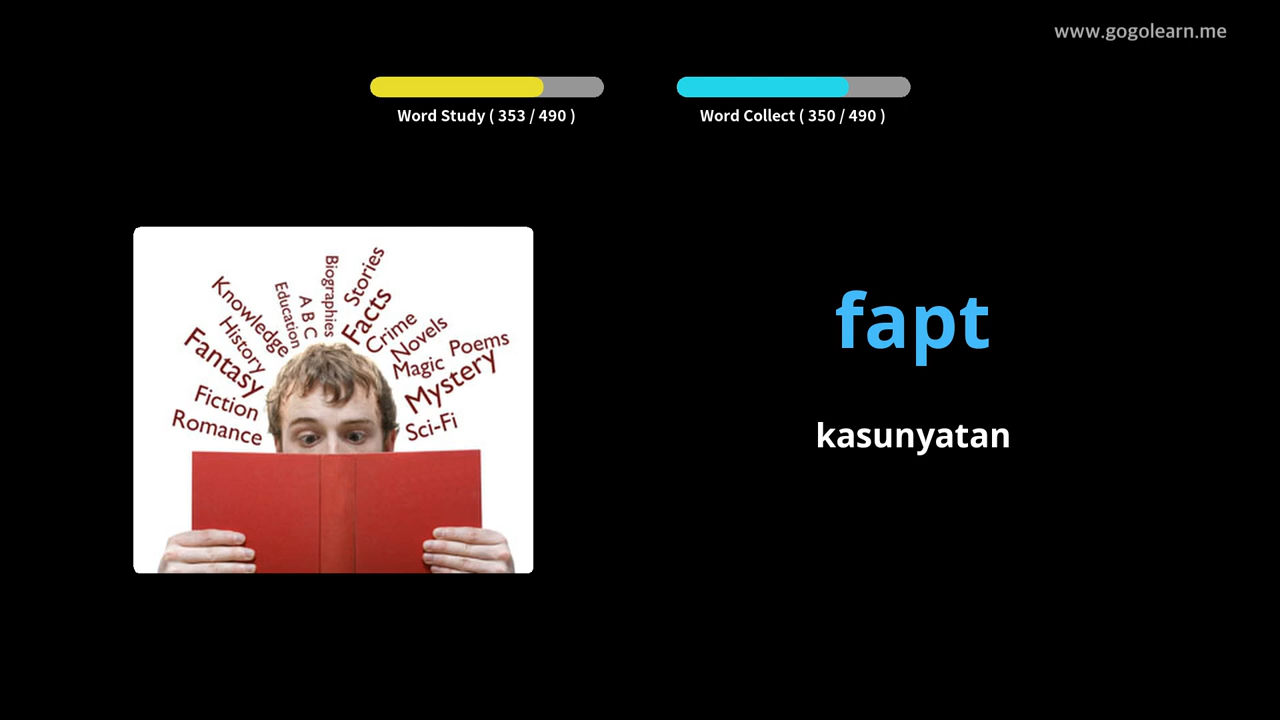 www.gogolearn.me
Word Study ( 353 / 490 )
Word Collect ( 350 / 490 )
Knowledge
Education
A B C
Biographies
Stories
Facts
History
Crime
Novels
Fantasy
Magic
Poems
Mystery
Fiction
Romance
Sci-Fi
fapt
kasunyatan